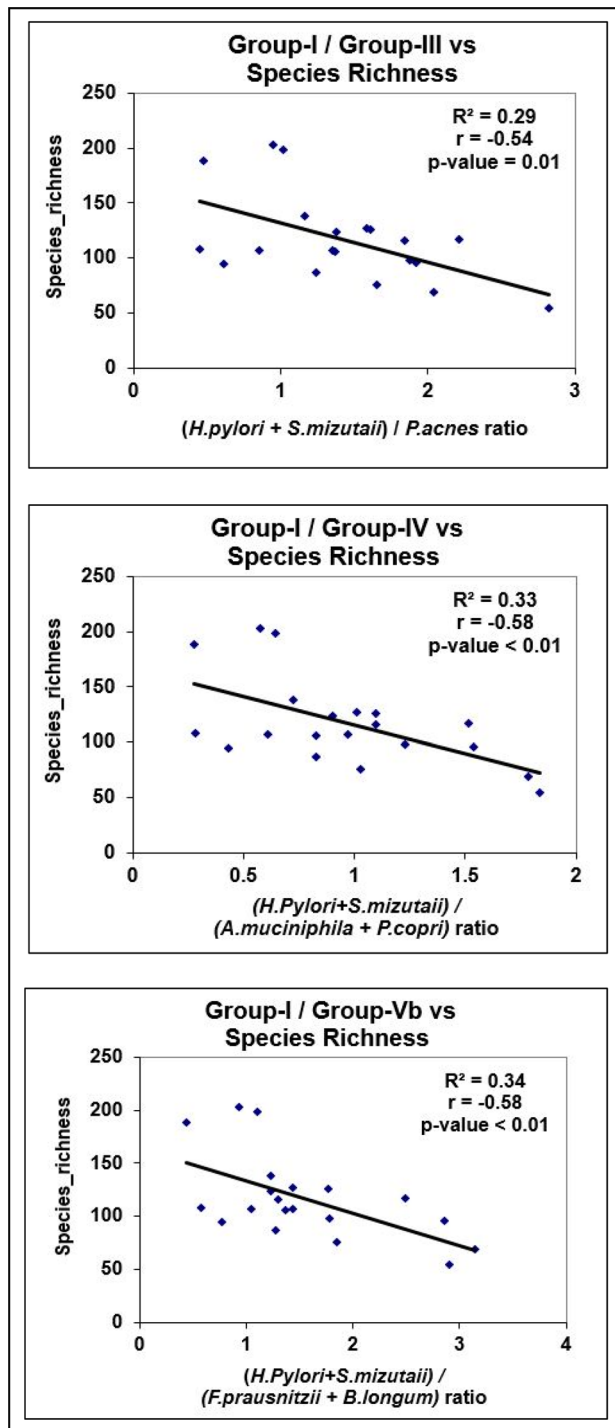 Group-I / Group-III vs
Species Richness
250
200
150
100
50
0
Species_richness
R² = 0.29
r = -0.54
p-value = 0.01
0 1 2 3
(H.pylori + S.mizutaii) / P.acnes ratio
Group-I / Group-IV vs
Species Richness
250
200
150
100
50
0
Species_richness
R² = 0.33
r = -0.58
p-value < 0.01
0 0.5 1 1.5 2
(H.Pylori+S.mizutaii) /
(A.muciniphila + P.copri) ratio
Group-I / Group-Vb vs
Species Richness
250
200
150
100
50
0
Species_richness
R² = 0.34
r = -0.58
p-value < 0.01
0 1 2 3 4
(H.Pylori+S.mizutaii) /
(F.prausnitzii + B.longum) ratio